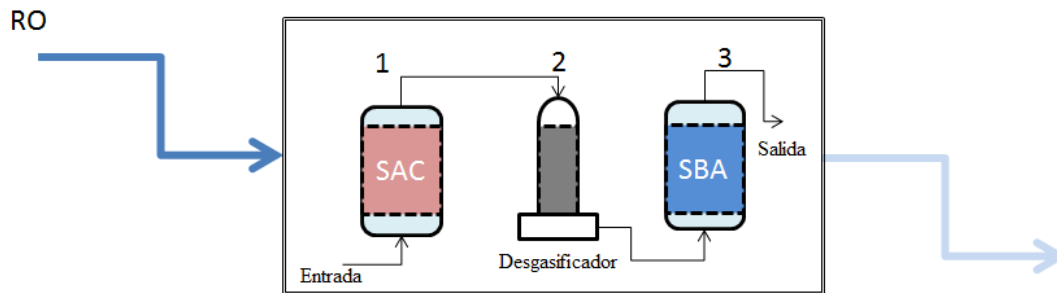 RO
1
2
3
SAC
SBA
Salida
Entrada
Desgasificador